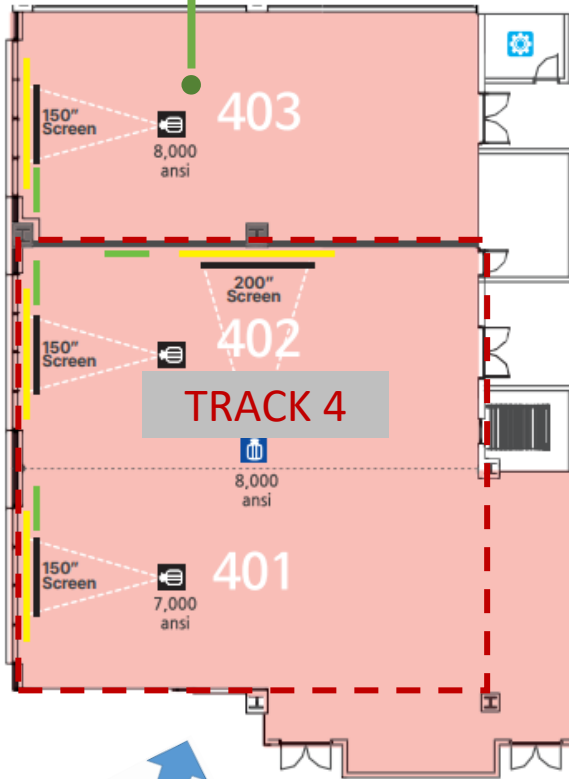 150”
Screen
403
8,000
ansi
200”
Screen
150”
Screen
402
TRACK 4
8,000
ansi
150”
Screen
401
7,000
ansi